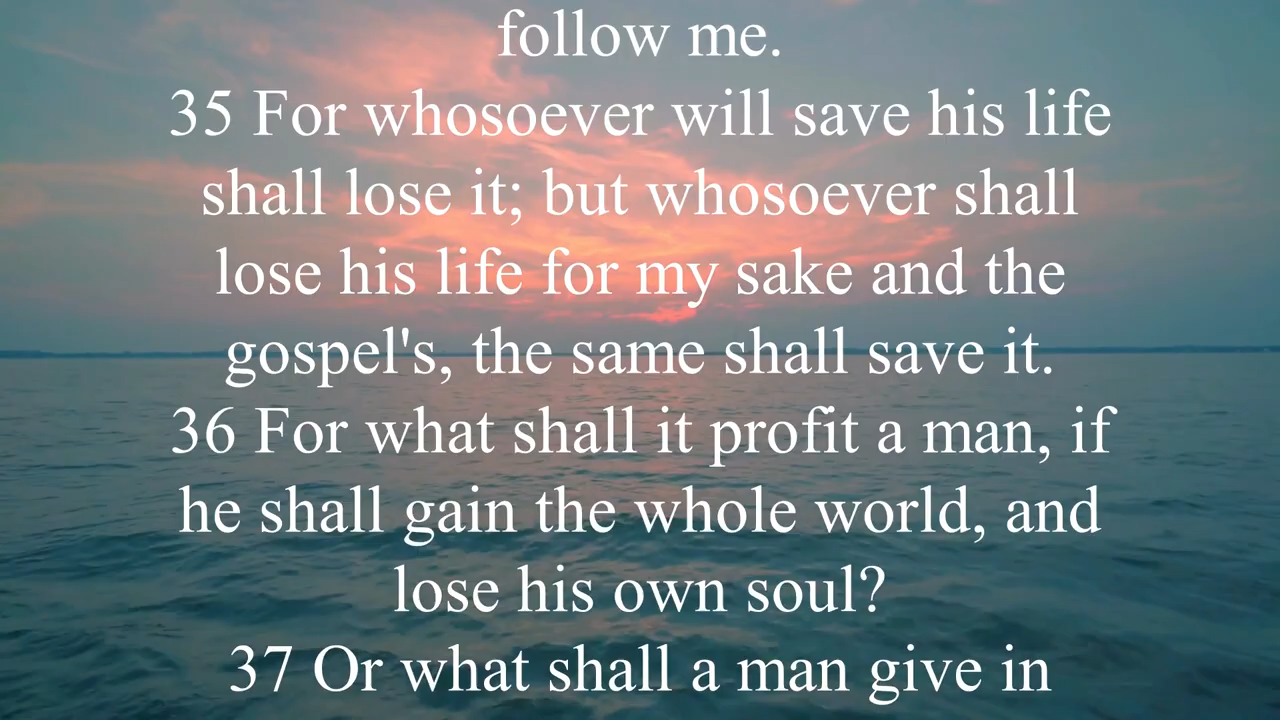 follow me.
35 For whosoever will save his life
shall lose it; but whosoever shall
lose his life for my sake and the
gospel's, the same shall save it.
36 For what shall it profit a man, if
he shall gain the whole world, and
lose his own soul?
37 Or what shall a man give in